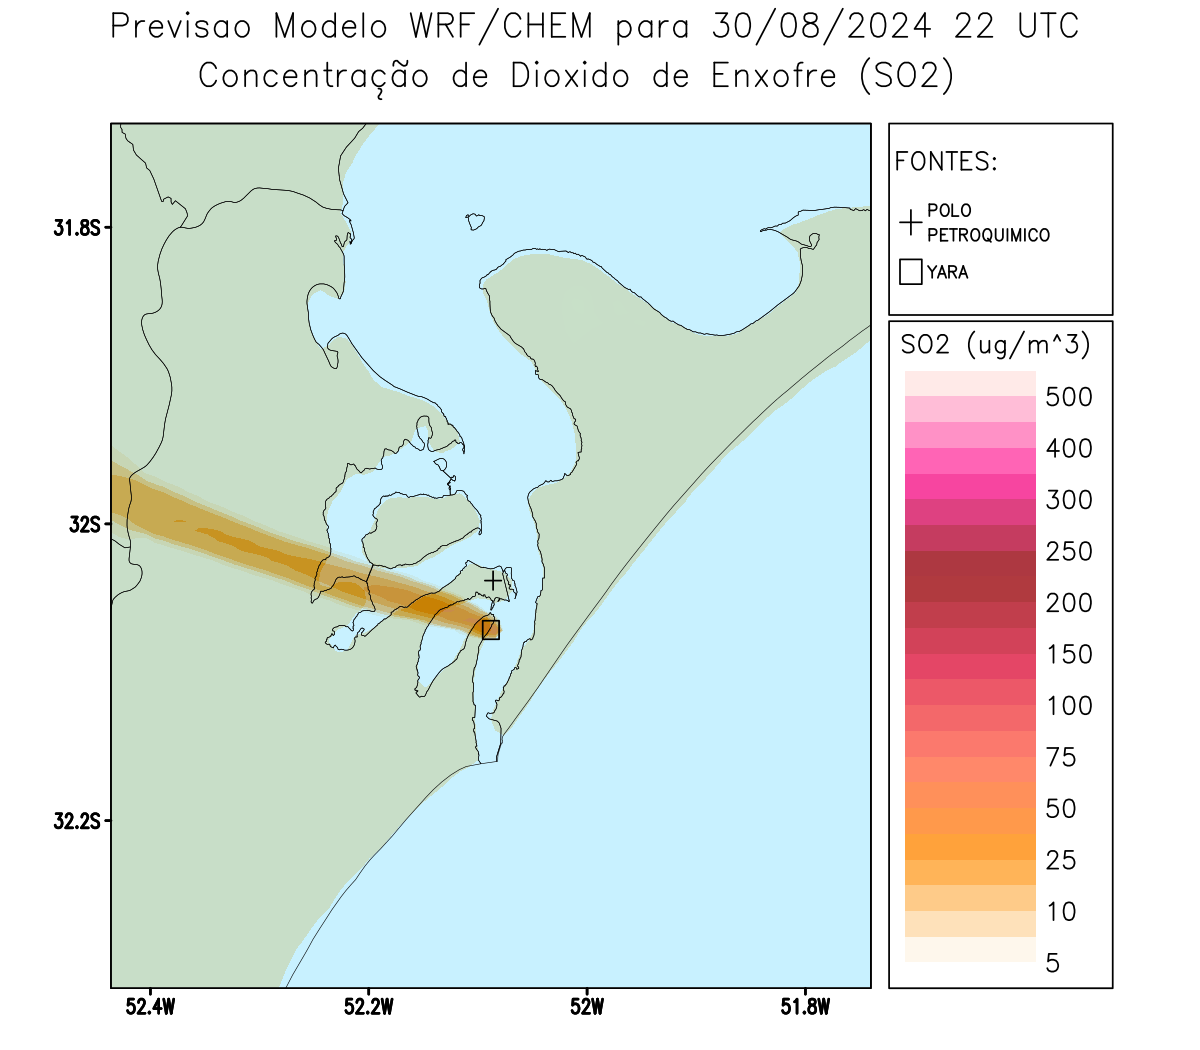 Previsao Modelo WRF/CHEM para 30/08/2024 22 UTC
Concentração de Dioxido de Enxofre (SO2)
FONTES:
POLO
PETROQUIMICO
YARA
31.8S
32S
32.2S
52.4W
52.2W
52W
51.8W
SO2 (ug/m^3)
500
400
300
250
200
150
100
75
50
25
10
5